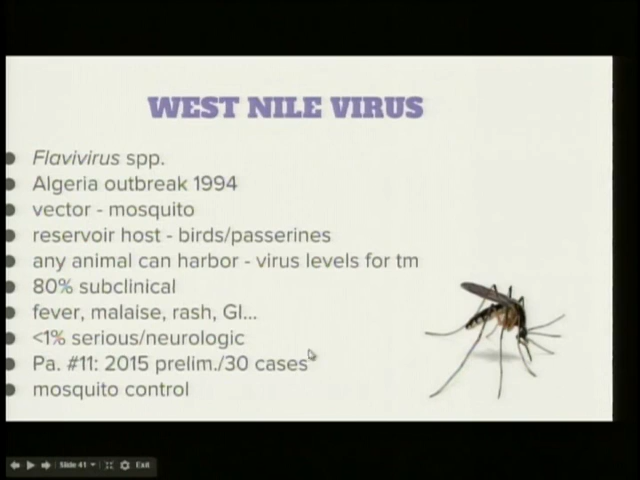 WEST NILE VIRUS
Flavivirus spp.
Algeria outbreak 1994
vector - mosquito
reservoir host - birds/passerines
any animal can harbor - virus levels for tm
80% subclinical
fever, malaise, rash, GI...
<1% serious/neurologic
Pa. #11: 2015 prelim./30 cases
mosquito control
Slide 41
Exit